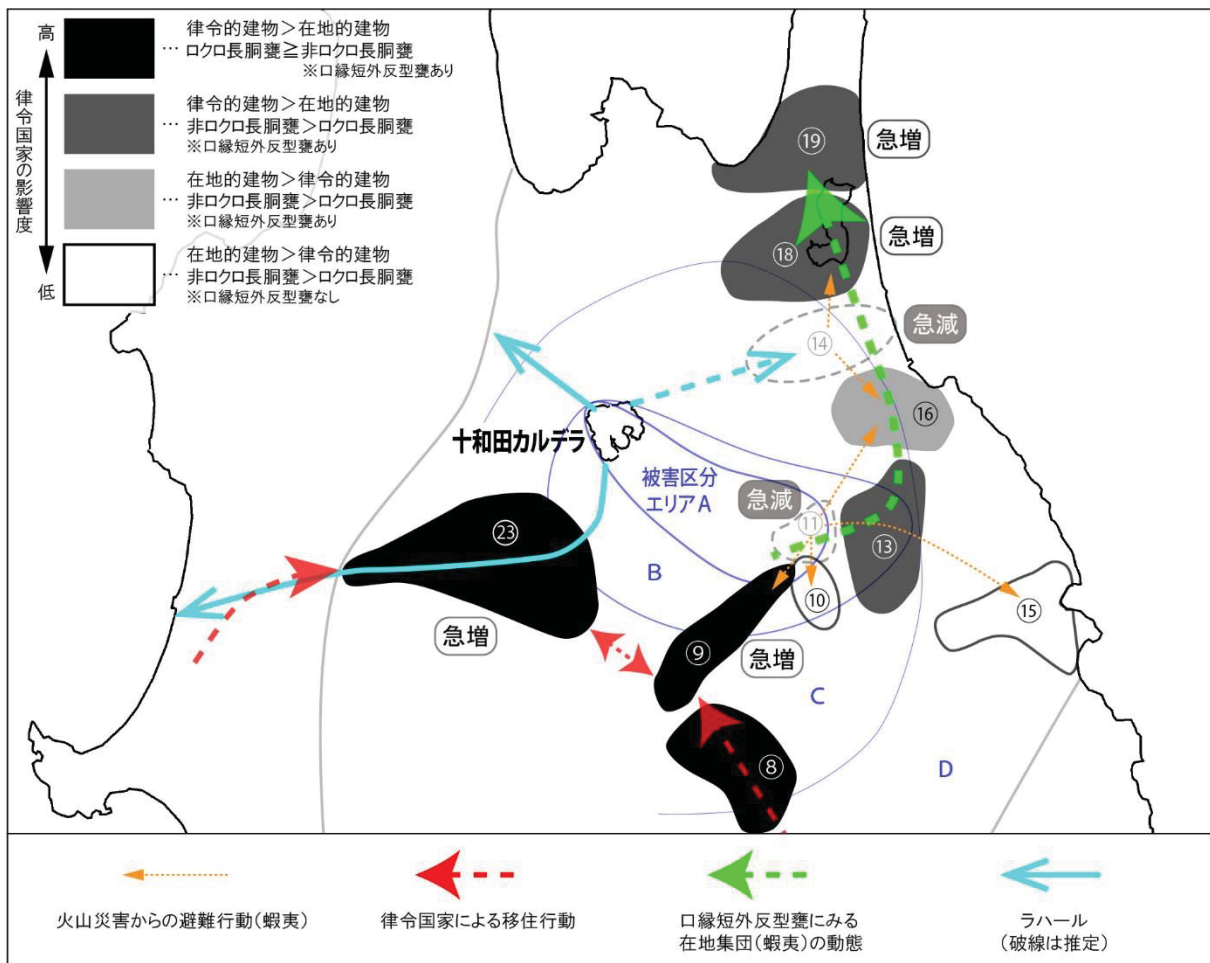 高
律令国家の影響度
低
律令的建物＞在地的建物
… ロクロ長胴甕≧非ロクロ長胴甕
※口縁短外反型甕あり
律令的建物＞在地的建物
… 非ロクロ長胴甕＞ロクロ長胴甕
※口縁短外反型甕あり
在地的建物＞律令的建物
… 非ロクロ長胴甕＞ロクロ長胴甕
※口縁短外反型甕あり
在地的建物＞律令的建物
… 非ロクロ長胴甕＞ロクロ長胴甕
※口縁短外反型甕なし
⑲
急増
⑱
急増
⑭
急減
⑯
十和田カルデラ
被害区分
エリアA
急減
⑪
⑬
㉓
B
⑩
⑮
急増
⑨
急増
C
⑧
D
火山災害からの避難行動(蝦夷)
律令国家による移住行動
口縁短外反型甕にみる
在地集団(蝦夷)の動態
ラハール
(破線は推定)